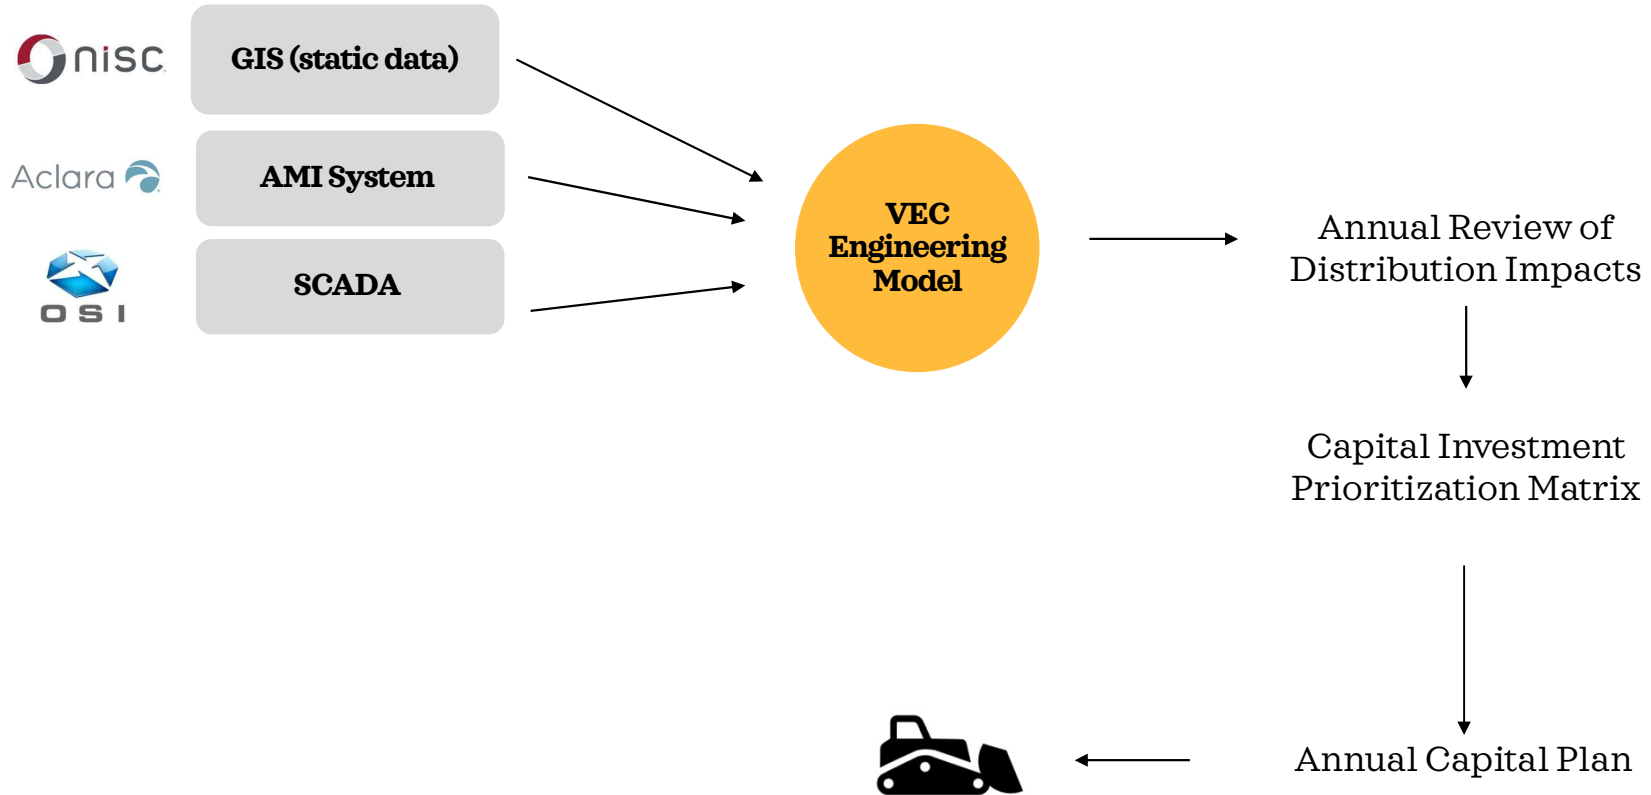 nisc
GIS (static data)
Aclara
AMI System
OSI
SCADA
VEC
Engineering
Model
Annual Review of
Distribution Impacts
Capital Investment
Prioritization Matrix
Annual Capital Plan